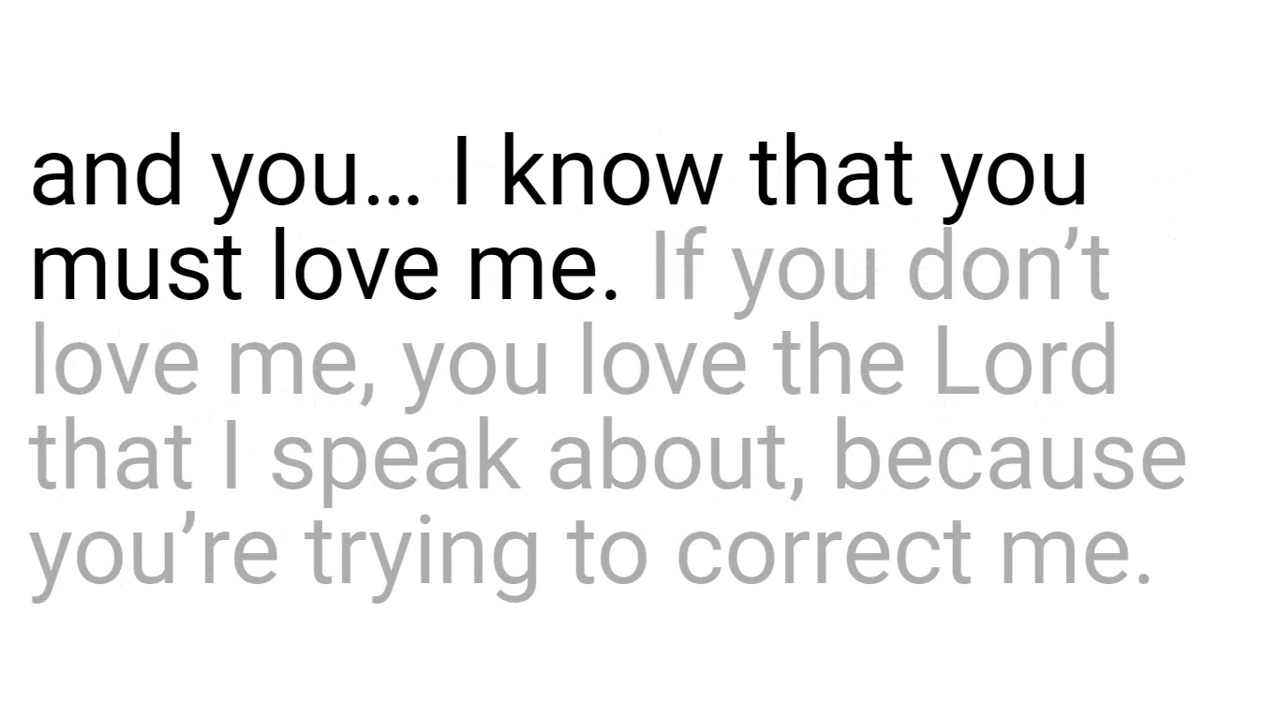 and you… I know that you
must love me. If you don’t
love me, you love the Lord
that I speak about, because
you’re trying to correct me.